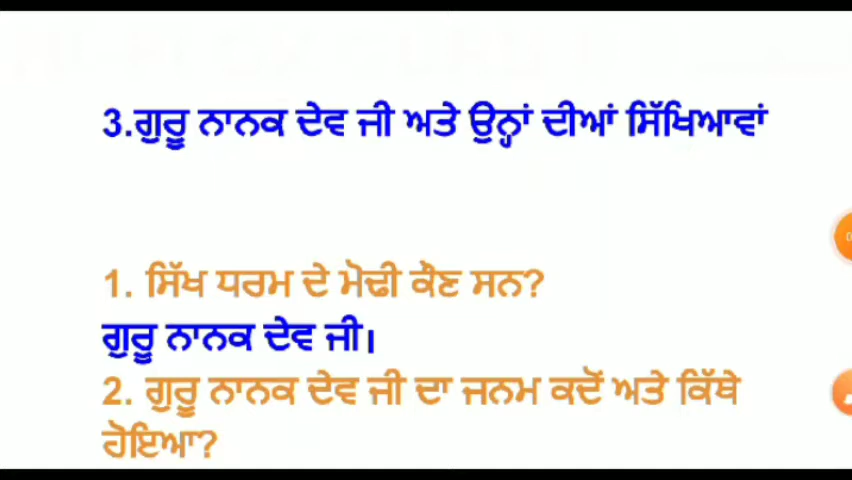 3.ਗੁਰੂ ਨਾਨਕ ਦੇਵ ਜੀ ਅਤੇ ਉਨ੍ਹਾਂ ਦੀਆਂ ਸਿੱਖਿਆਵਾਂ
1. ਸਿੱਖ ਧਰਮ ਦੇ ਮੋਢੀ ਕੌਣ ਸਨ?
ਗੁਰੂ ਨਾਨਕ ਦੇਵ ਜੀ।
2. ਗੁਰੂ ਨਾਨਕ ਦੇਵ ਜੀ ਦਾ ਜਨਮ ਕਦੋਂ ਅਤੇ ਕਿੱਥੇ
ਹੋਇਆ?